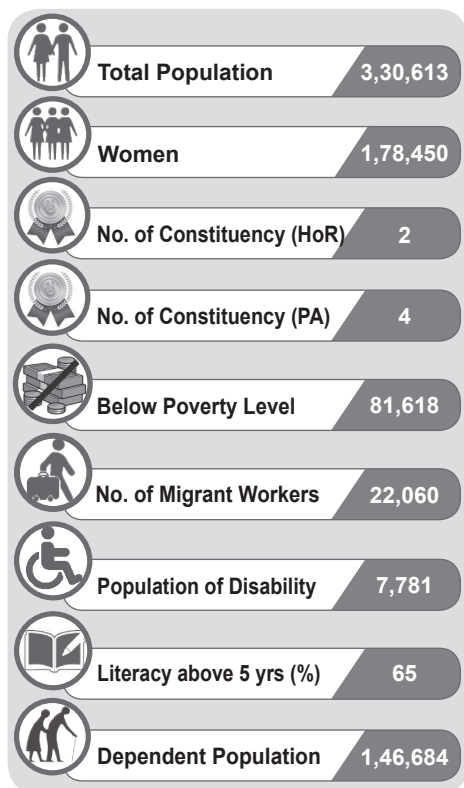 Total Population 3,30,613
Women 1,78,450
No. of Constituency (HoR) 2
No. of Constituency (PA) 4
Below Poverty Level 81,618
No. of Migrant Workers 22,060
Population of Disability 7,781
Literacy above 5 yrs (%) 65
Dependent Population 1,46,684